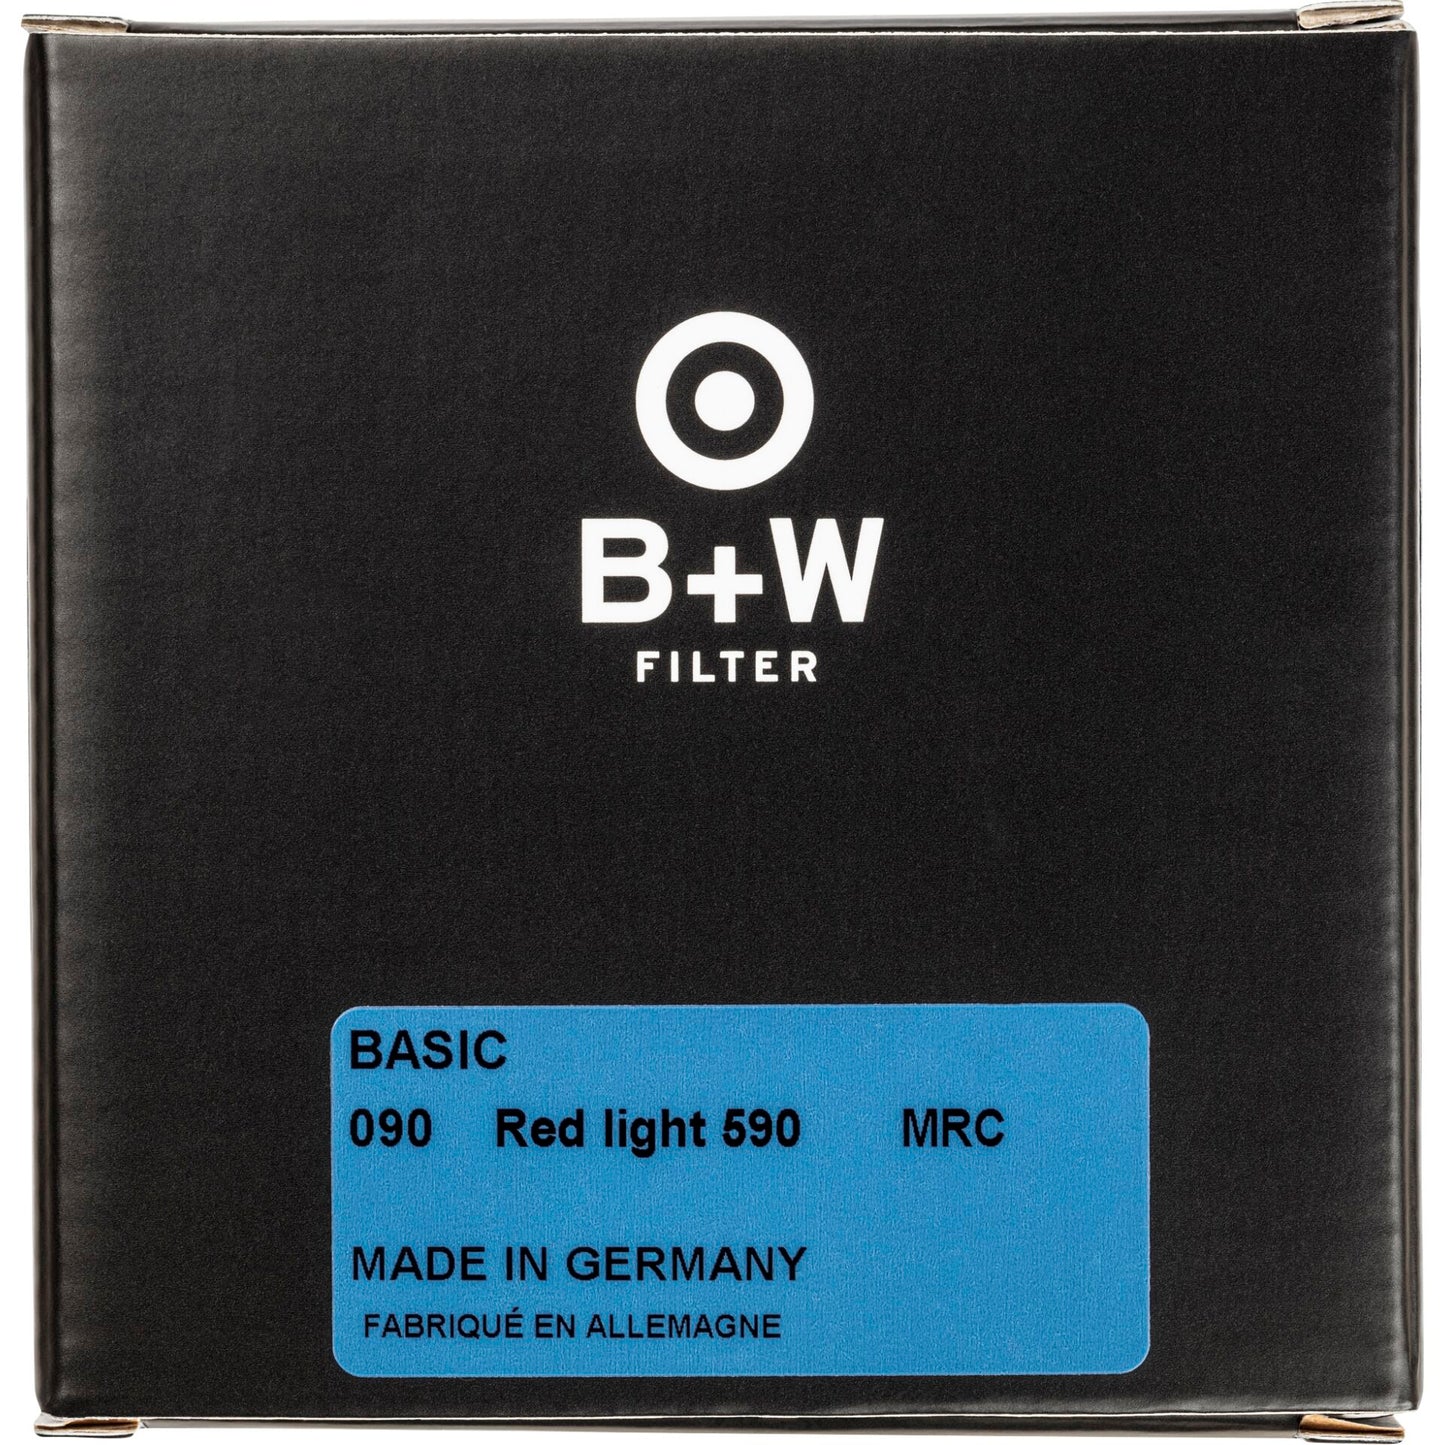 B+W
FILTER
BASIC
090 Red light 590 MRC
MADE IN GERMANY
FABRIQUÉ EN ALLEMAGNE